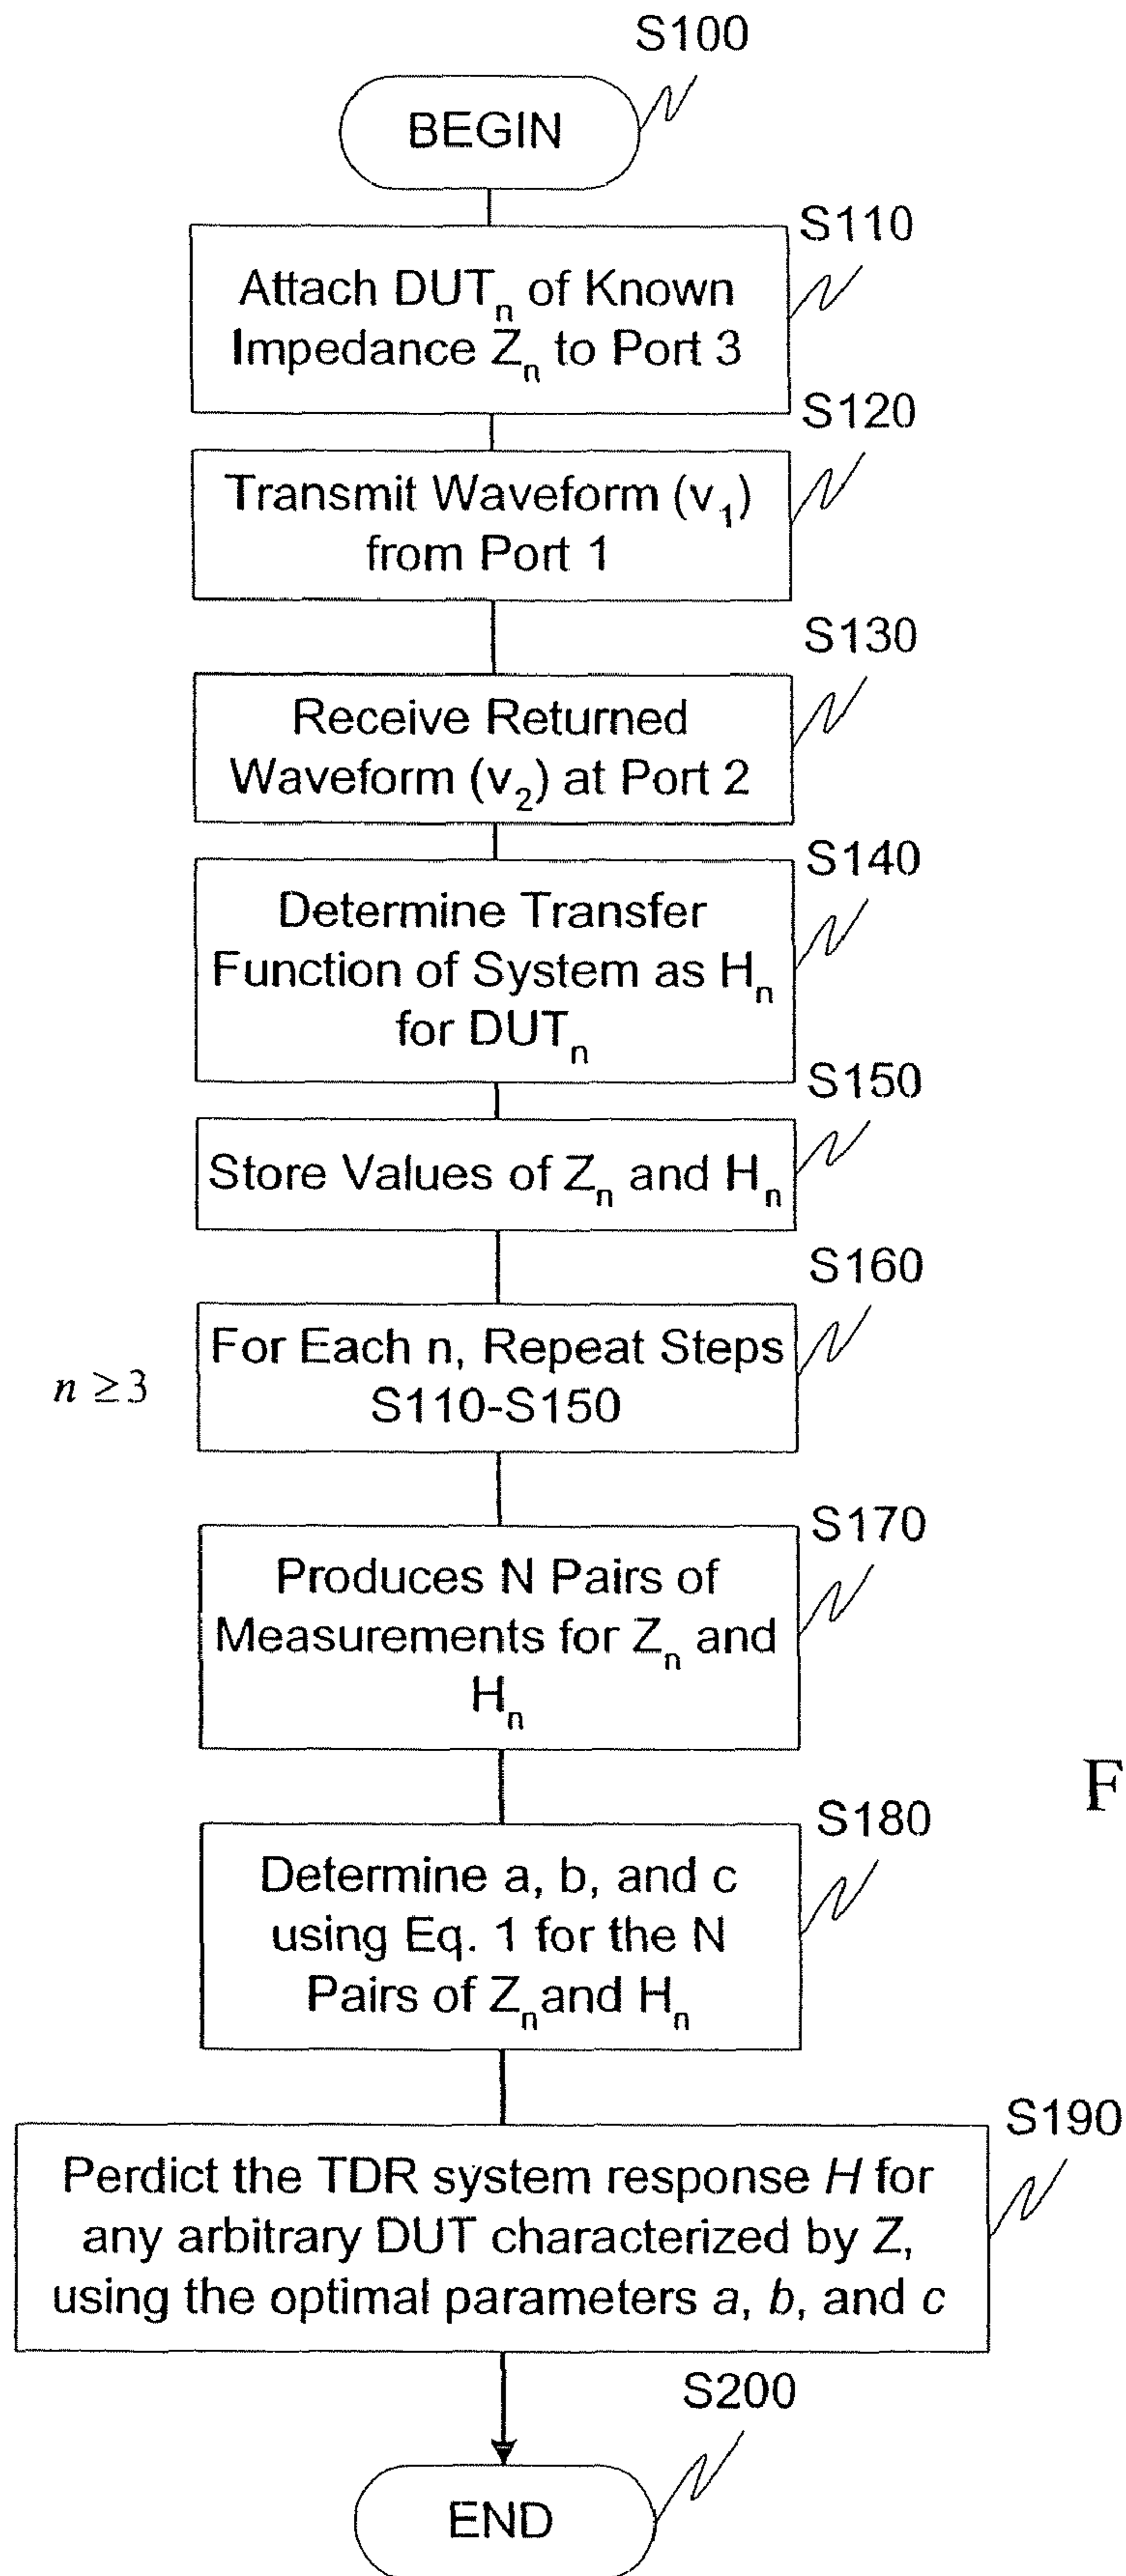 S100
BEGIN
S110
Attach DUTn of Known
Impedance Zn to Port 3
S120
Transmit Waveform (v1)
from Port 1
S130
Receive Returned
Waveform (v2) at Port 2
S140
Determine Transfer
Function of System as Hn
for DUTn
S150
Store Values of Zn and Hn
S160
For Each n, Repeat Steps
S110-S150
n ≥3
S170
Produces N Pairs of
Measurements for Zn and
Hn
F
S180
Determine a, b, and c
using Eq. 1 for the N
Pairs of Zn and Hn
S190
Perdict the TDR system response H for
any arbitrary DUT characterized by Z,
using the optimal parameters a, b, and c
S200
END